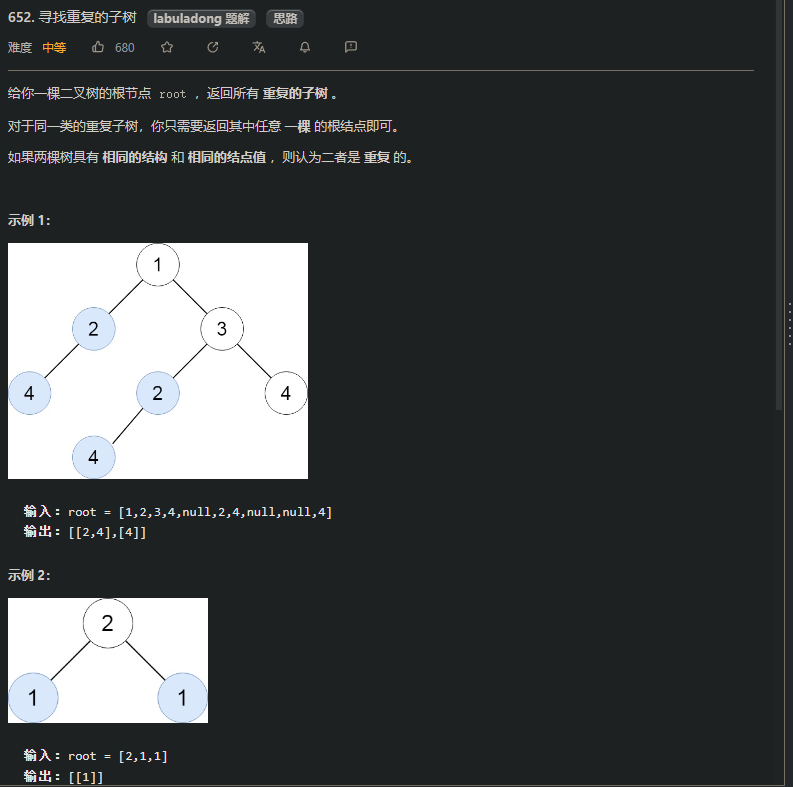 652. 寻找重复的子树 labuladong 题解 思路
难度 中等 680
给你一棵二叉树的根节点 root ，返回所有 重复的子树 。
对于同一类的重复子树，你只需要返回其中任意 一棵 的根结点即可。
如果两棵树具有 相同的结构 和 相同的结点值 ，则认为二者是 重复 的。
示例 1：
1
2 3
4 2 4
4
输入：root = [1,2,3,4,null,2,4,null,null,4]
输出：[[2,4],[4]]
示例 2：
2
1 1
输入：root = [2,1,1]
输出：[[1]]